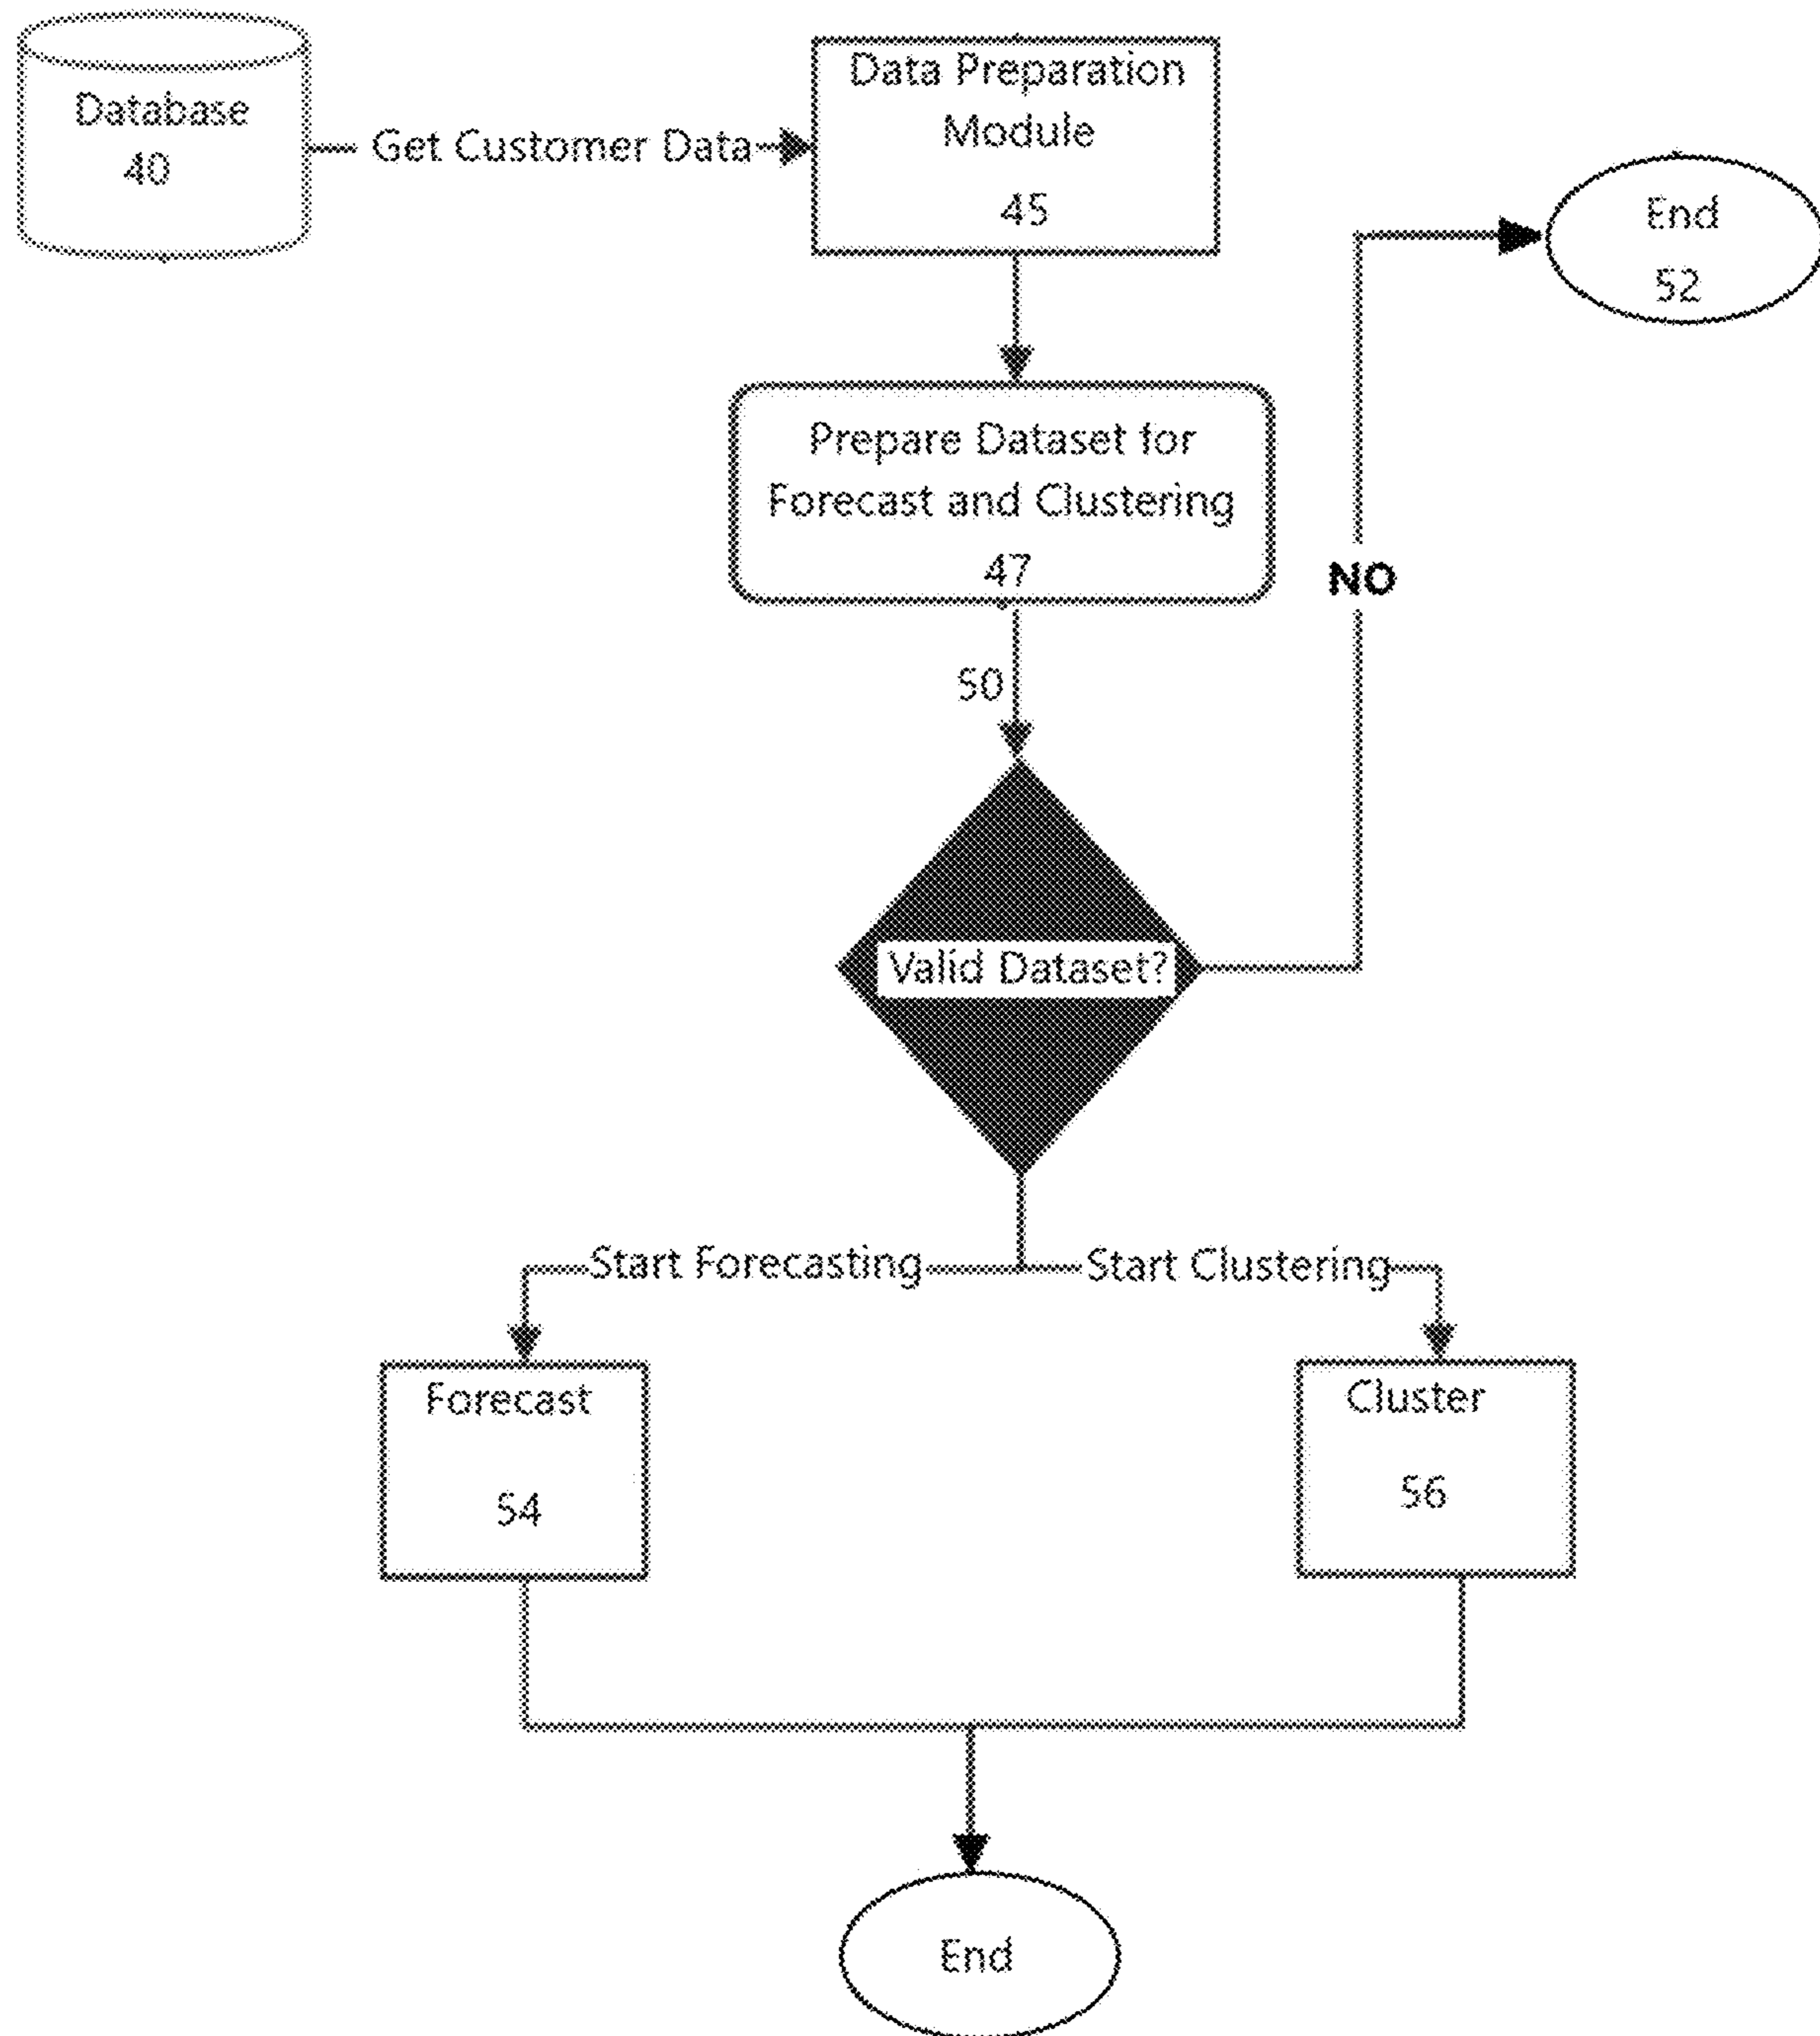 Database
40
Get Customer Data
Data Preparation
Module
45
End
52
Prepare Dataset for
Forecast and Clustering
47
NO
50
Valid Dataset?
Start Forecasting
Start Clustering
Forecast
54
Cluster
56
End